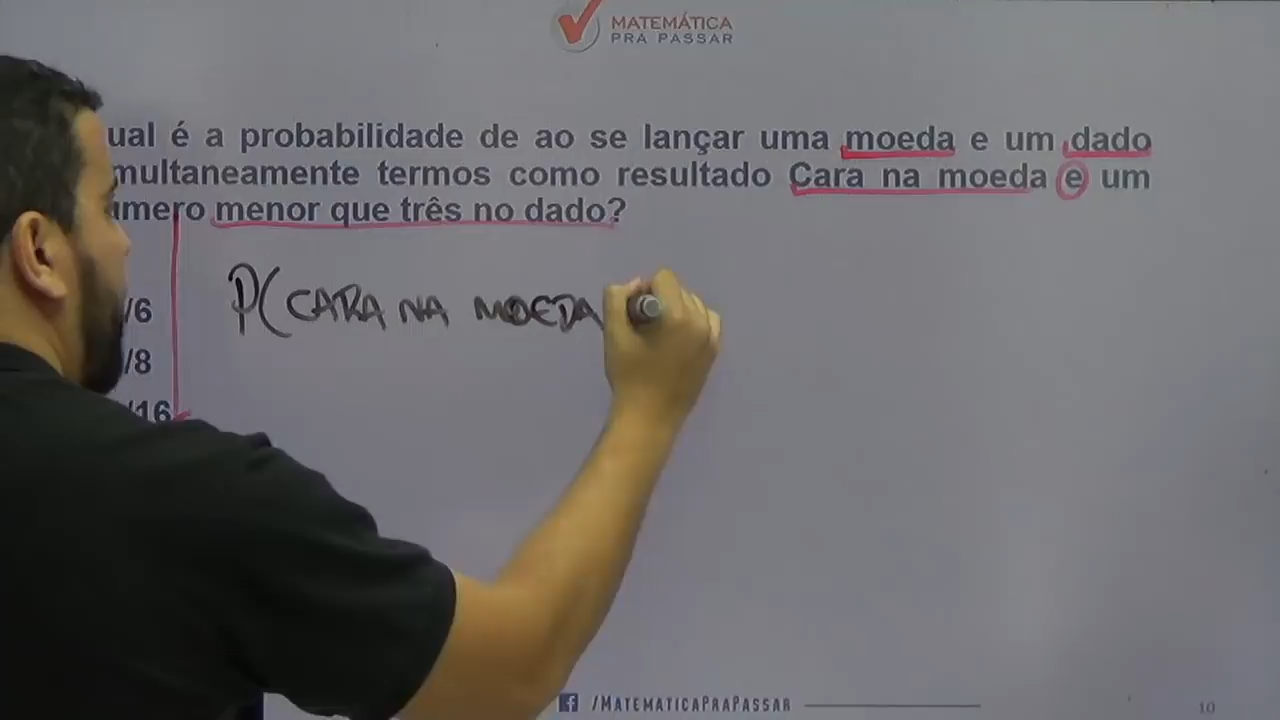 MATEMÁTICA
PRA PASSAR
ual é a probabilidade de ao se lançar uma moeda e um dado
multaneamente termos como resultado Cara na moeda e um
úmero menor que três no dado?
/6
/8
/16
P(CARA NA MOEDA
/MATEMATICAPRAPASSAR
10